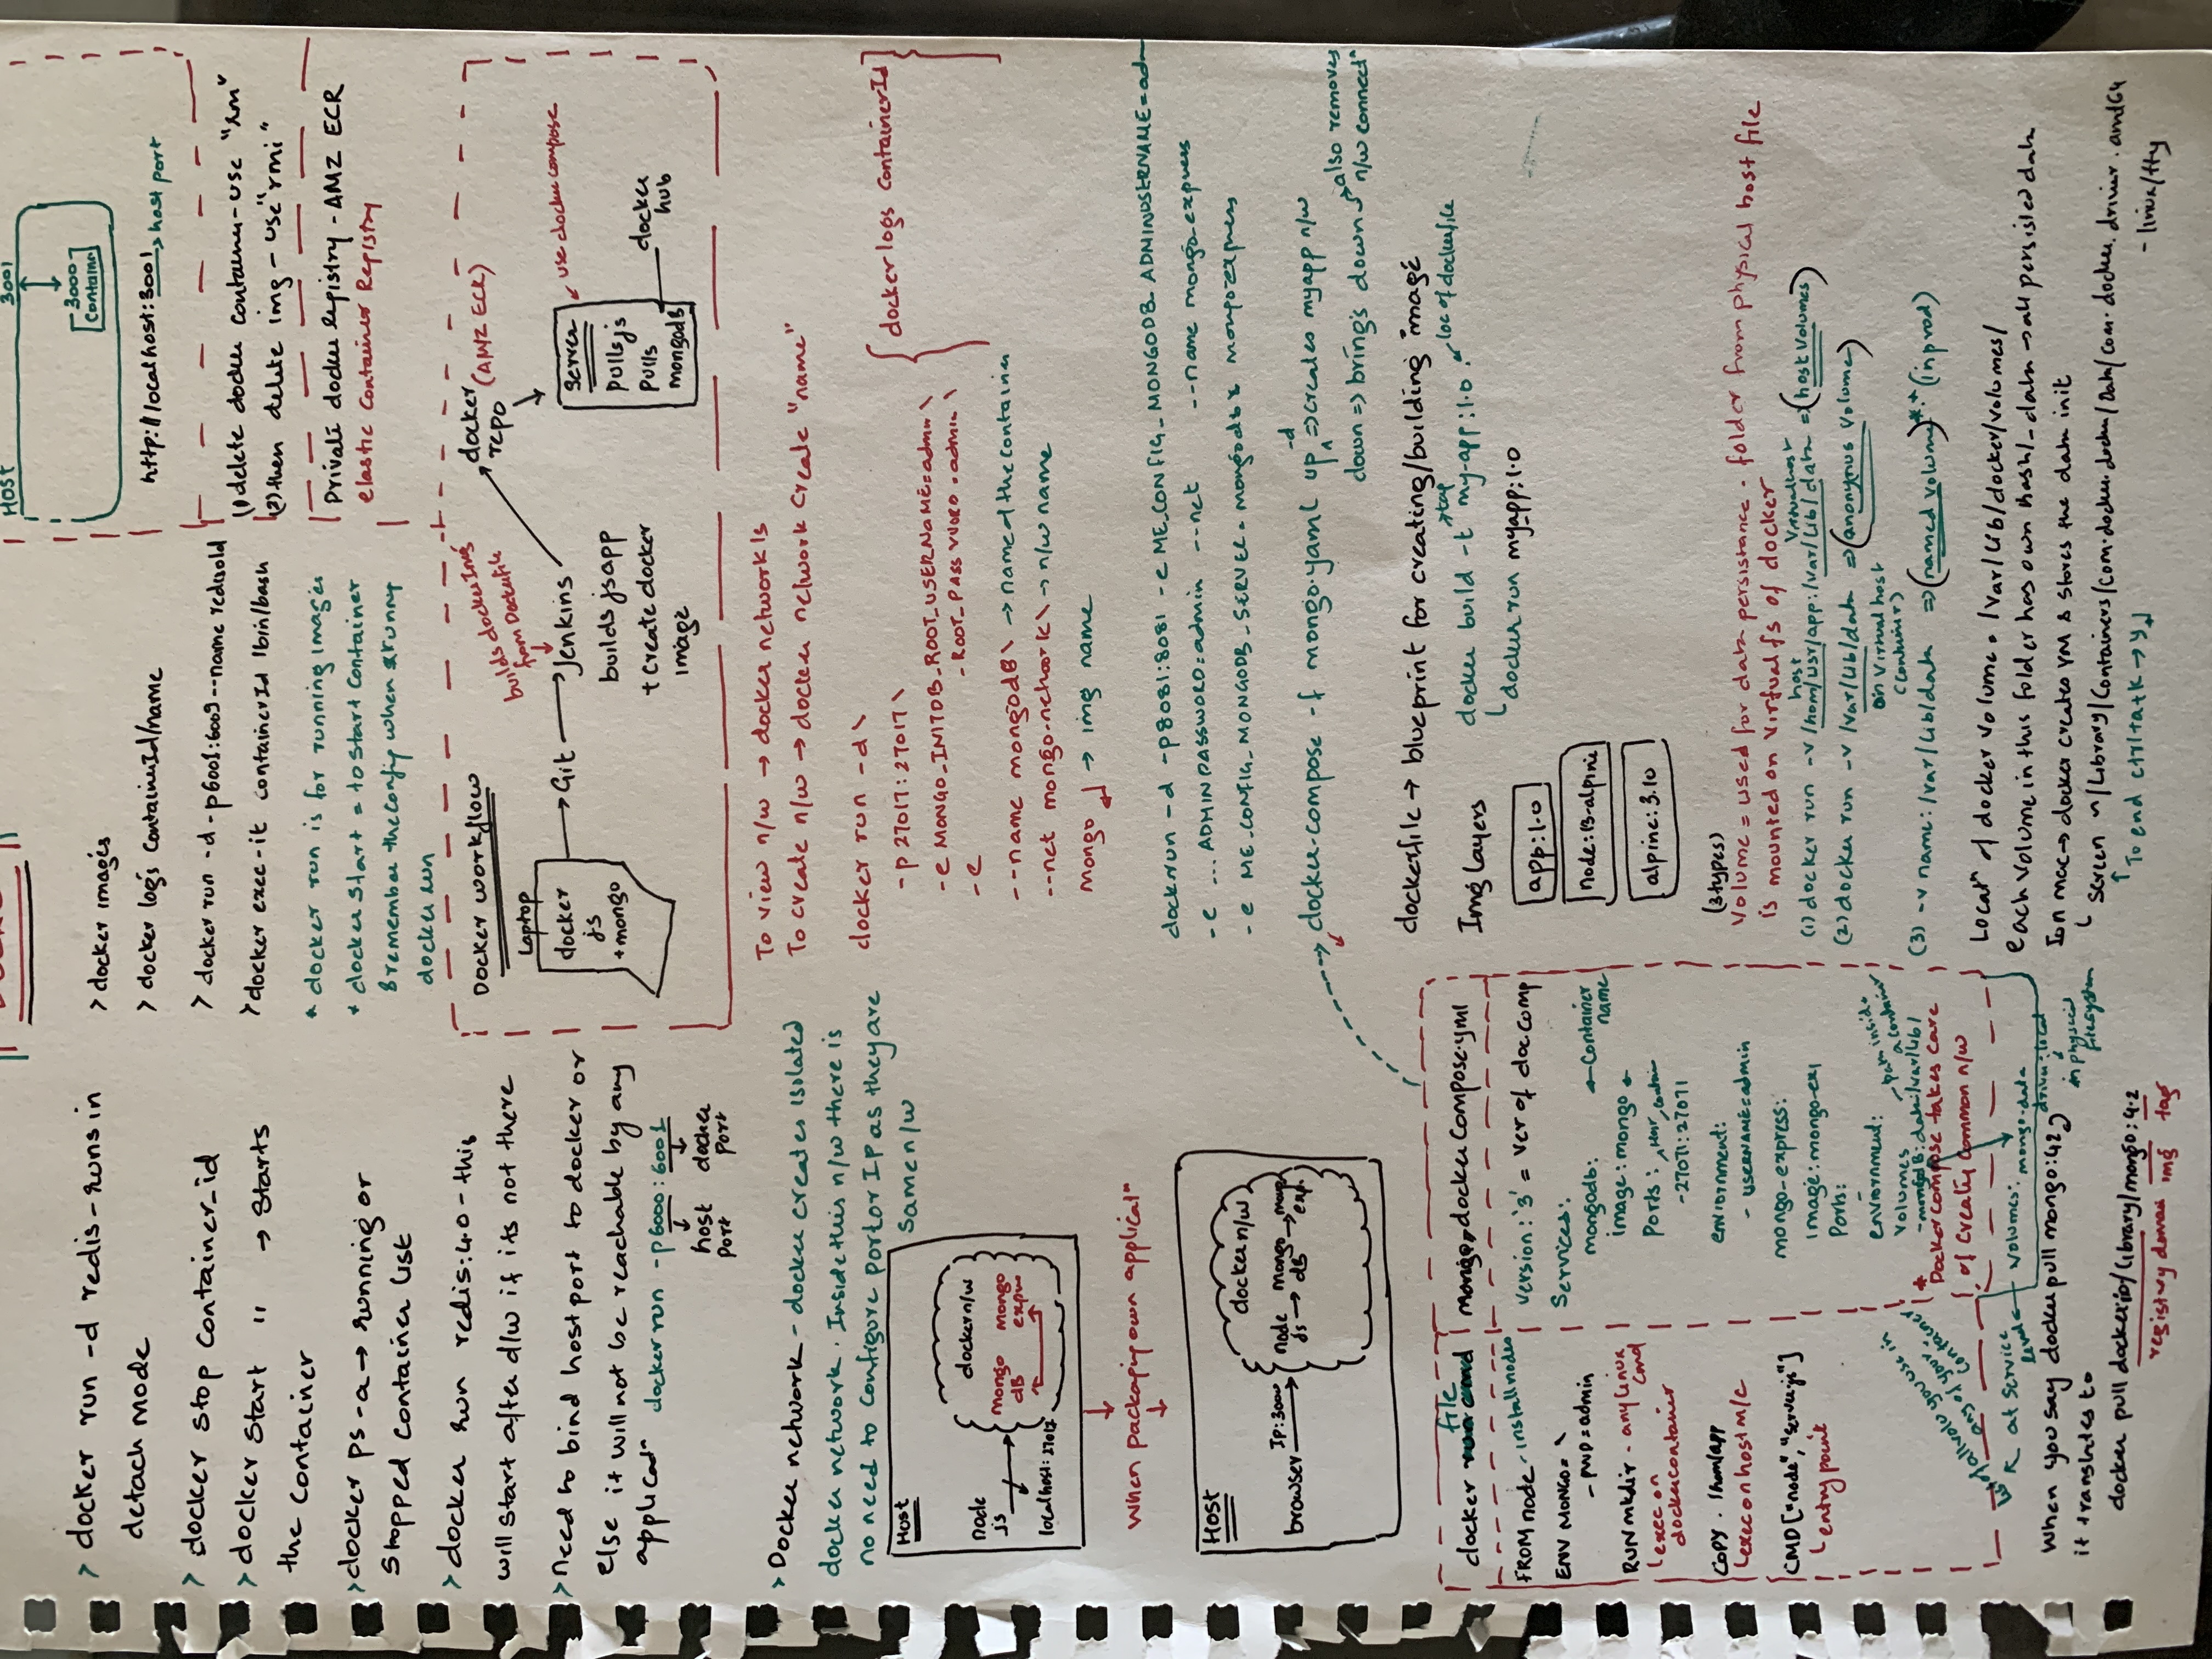 > docker run -d redis - runs in
detach mode
> docker stop container_id
> docker start " → starts
the container
> docker ps -a → running or
stopped container list
> docker run redis:4.0 - this
will start after d/w if its not there
> need to bind host port to docker or
else it will not be reachable by any
applicatⁿ docker run -p6000:6001
host docker
port port
> docker images
> docker logs containerId/name
> docker run -d -p6001:6009 --name redisold
> docker exec -it containerId /bin/bash
* docker run is for running images
* docker start = to start container
& remember the config when running
docker run
HOST 3001
3000
Container
http://localhost:3001 → host port
(1) delete docker container - use "rm"
(2) then delete img - use "rmi"
Private docker registry - AMZ ECR
elastic container Registry
Docker workflow
Laptop
docker
js
+mongo
Git
builds docker Img
from Dockerfile
Jenkins
builds js app
+ create docker
image
docker
repo (AMZ ECR)
use docker compose
Server
pulls js
pulls
mongodB
docker
hub
> Docker network - docker creates isolated
docker network. Inside this n/w there is
no need to configure port or IP as they are
same n/w
Host
docker n/w
node
js
mongo mongo
dB expres
localhost:27017
When packaging own applicatⁿ
Host
docker n/w
browser IP:3000
node mongo mongo
js → dB → exp.
To view n/w → docker network ls
To create n/w → docker network create "name"
docker run -d \
-p 27017:27017 \
-e MONGO_INITDB_ROOT_USERNAME=admin \
-e -ROOT_PASSWORD=admin \
--name mongodB \ → name of the container
--net mongo-network \ → n/w name
mongo ↵ → img name
docker logs ContainerId
docker run -d -p8081:8081 -e ME_CONFIG_MONGODB_ADMINUSERNAME=adm
-e ... ADMINPASSWORD=admin --net --name mongo-express
-e ME_CONFIG_MONGODB_SERVER=mongodb mongo-express
docker-compose -f mongo.yaml up -d => creates myapp n/w
down => brings down → also removes
n/w connectⁿ
dockerfile → blueprint for creating/building image
Img layers
docker build -t my-app:1.0 .
→ tag
loc of dockerfile
docker run myapp:1.0
app:1.0
node:13-alpine
alpine:3.10
docker file
FROM node - install nodes
ENV MONGO= \
- PWD=admin
RUN mkdir - any linux
cmd
exec on
docker container
COPY . /hom/app
exec on host m/c
CMD ["node", "server.js"]
entry point
mongo, docker compose.yml
version: '3' = ver of doc comp
Services:
mongodb: ← container
name
image: mongo ←
Ports: Host, contain
-27071:27071
enviornment:
- USERNAME=admin
mongo-express:
image: mongo-ex
Ports:
enviornment:
volumes
- path inside
a container
- mongodB:data:/var/lib/
* Docker compose takes care
of creating common n/w
list of all volu you use in
any of your
container
at service
level
volumes: mongo-data
driver: local
in physical
filesystem
When you say docker pull mongo:4.2
it translates to
docker pull docker.io/library/mongo:4.2
registry domain img tag
(3 types)
Volume = used for data persistance. folder from physical host file
is mounted on virtual fs of docker
host Virtual host
(1) docker run -v /hom/usr/app:/var/lib/data => (host volumes)
(2) docker run -v /var/lib/data => (anonymus volume)
on virtual host
(container)
(3) -v name:/var/lib/data => (named volume)** (in prod)
Locatⁿ of docker volume = /var/lib/docker/volumes/
each volume in this folder has own hash/_data → all persisted data
on mac → docker creates VM & stores the data in it
screen ~/Library/Containers/com.docker.docker/Data/com.docker.driver.amd64
-linux/tty
To end ctrl+a+k → y ↵